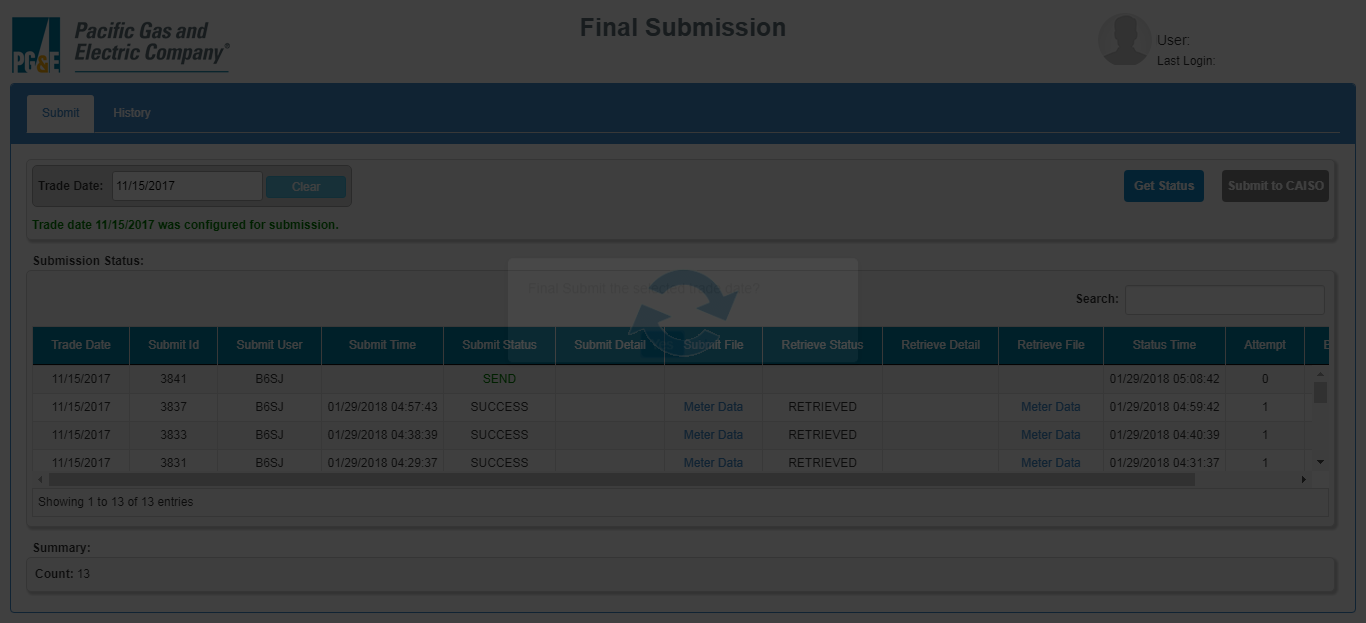 Pacific Gas and
Electric Company®
PG&E
Final Submission
User:
Last Login:
Submit History
Trade Date: 11/15/2017 Clear Get Status Submit to CAISO
Trade date 11/15/2017 was configured for submission.
Submission Status:
Final Submit the selected trade date?
Search:
Trade Date Submit Id Submit User Submit Time Submit Status Submit Detail Submit File Retrieve Status Retrieve Detail Retrieve File Status Time Attempt
11/15/2017 3841 B6SJ SEND 01/29/2018 05:08:42 0
11/15/2017 3837 B6SJ 01/29/2018 04:57:43 SUCCESS Meter Data RETRIEVED Meter Data 01/29/2018 04:59:42 1
11/15/2017 3833 B6SJ 01/29/2018 04:38:39 SUCCESS Meter Data RETRIEVED Meter Data 01/29/2018 04:40:39 1
11/15/2017 3831 B6SJ 01/29/2018 04:29:37 SUCCESS Meter Data RETRIEVED Meter Data 01/29/2018 04:31:37 1
Showing 1 to 13 of 13 entries
Summary:
Count: 13